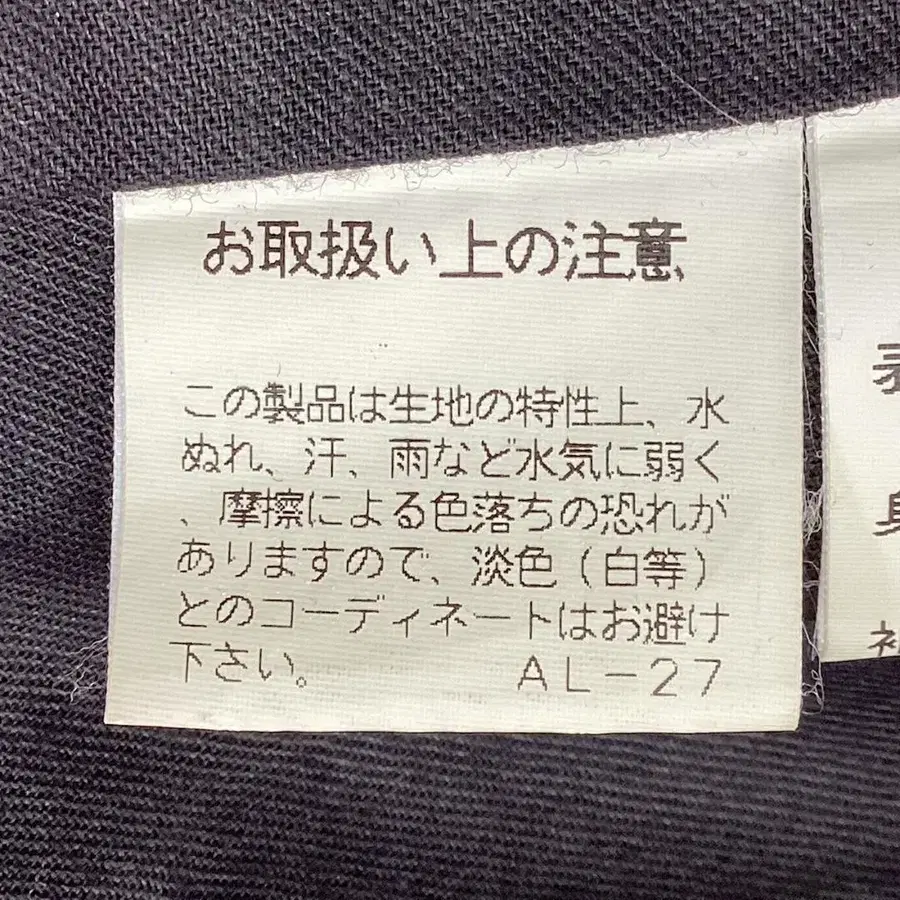 お取扱い上の注意
この製品は生地の特性上、水
ぬれ、汗、雨など水気に弱く
、摩擦による色落ちの恐れが
ありますので、淡色（白等）
とのコーディネートはお避け
下さい。 AL-27
表
身